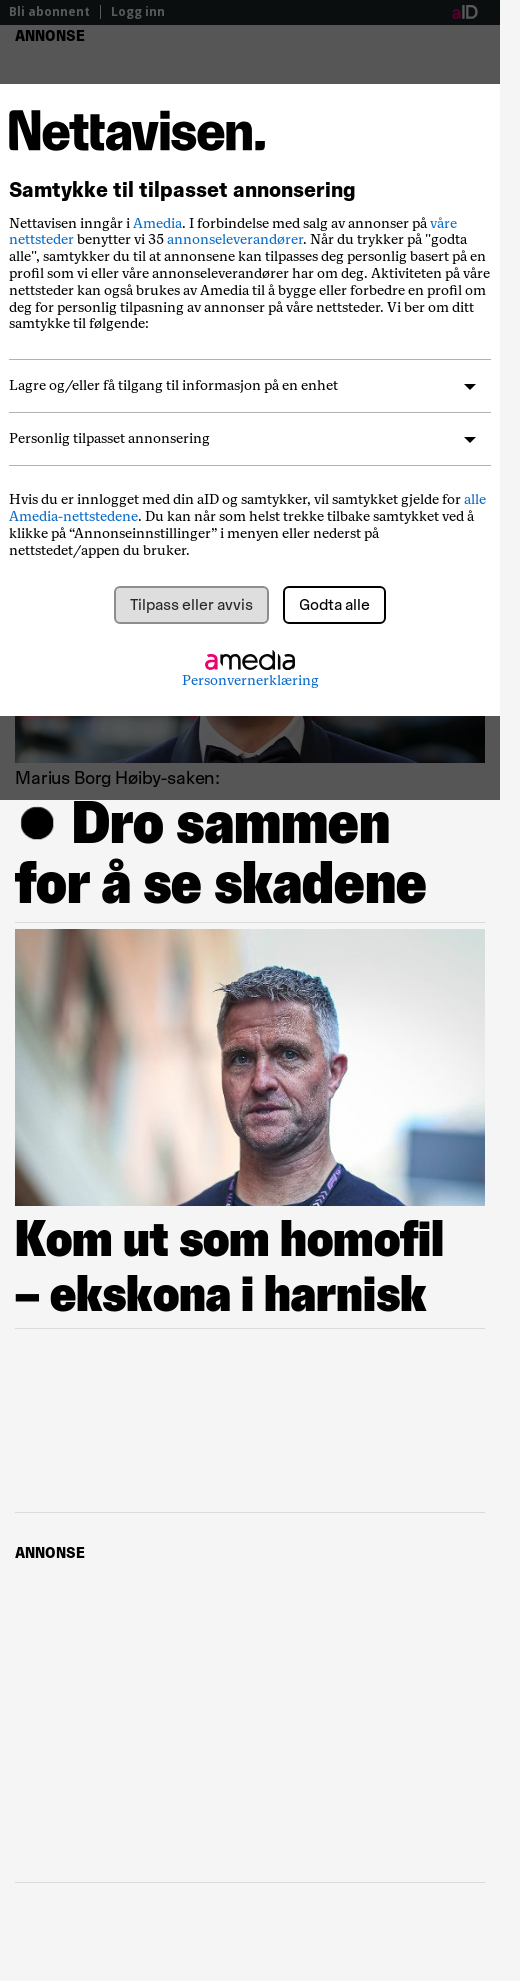 Bli abonnent | Logg inn
aID
ANNONSE
Nettavisen.
Samtykke til tilpasset annonsering
Nettavisen inngår i Amedia. I forbindelse med salg av annonser på våre
nettsteder benytter vi 35 annonseleverandører. Når du trykker på "godta
alle", samtykker du til at annonsene kan tilpasses deg personlig basert på en
profil som vi eller våre annonseleverandører har om deg. Aktiviteten på våre
nettsteder kan også brukes av Amedia til å bygge eller forbedre en profil om
deg for personlig tilpasning av annonser på våre nettsteder. Vi ber om ditt
samtykke til følgende:
Lagre og/eller få tilgang til informasjon på en enhet
Personlig tilpasset annonsering
Hvis du er innlogget med din aID og samtykker, vil samtykket gjelde for alle
Amedia-nettstedene. Du kan når som helst trekke tilbake samtykket ved å
klikke på “Annonseinnstillinger” i menyen eller nederst på
nettstedet/appen du bruker.
Tilpass eller avvis
Godta alle
amedia
Personvernerklæring
Marius Borg Høiby-saken:
● Dro sammen
for å se skadene
Kom ut som homofil
– ekskona i harnisk
ANNONSE